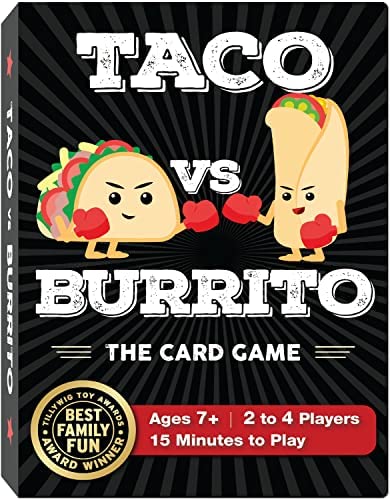 TACO
VS
BURRITO
THE CARD GAME
TACO VS BURRITO
TILLYWIG TOY AWARDS
BEST
FAMILY
FUN
AWARD WINNER
Ages 7+ | 2 to 4 Players
15 Minutes to Play